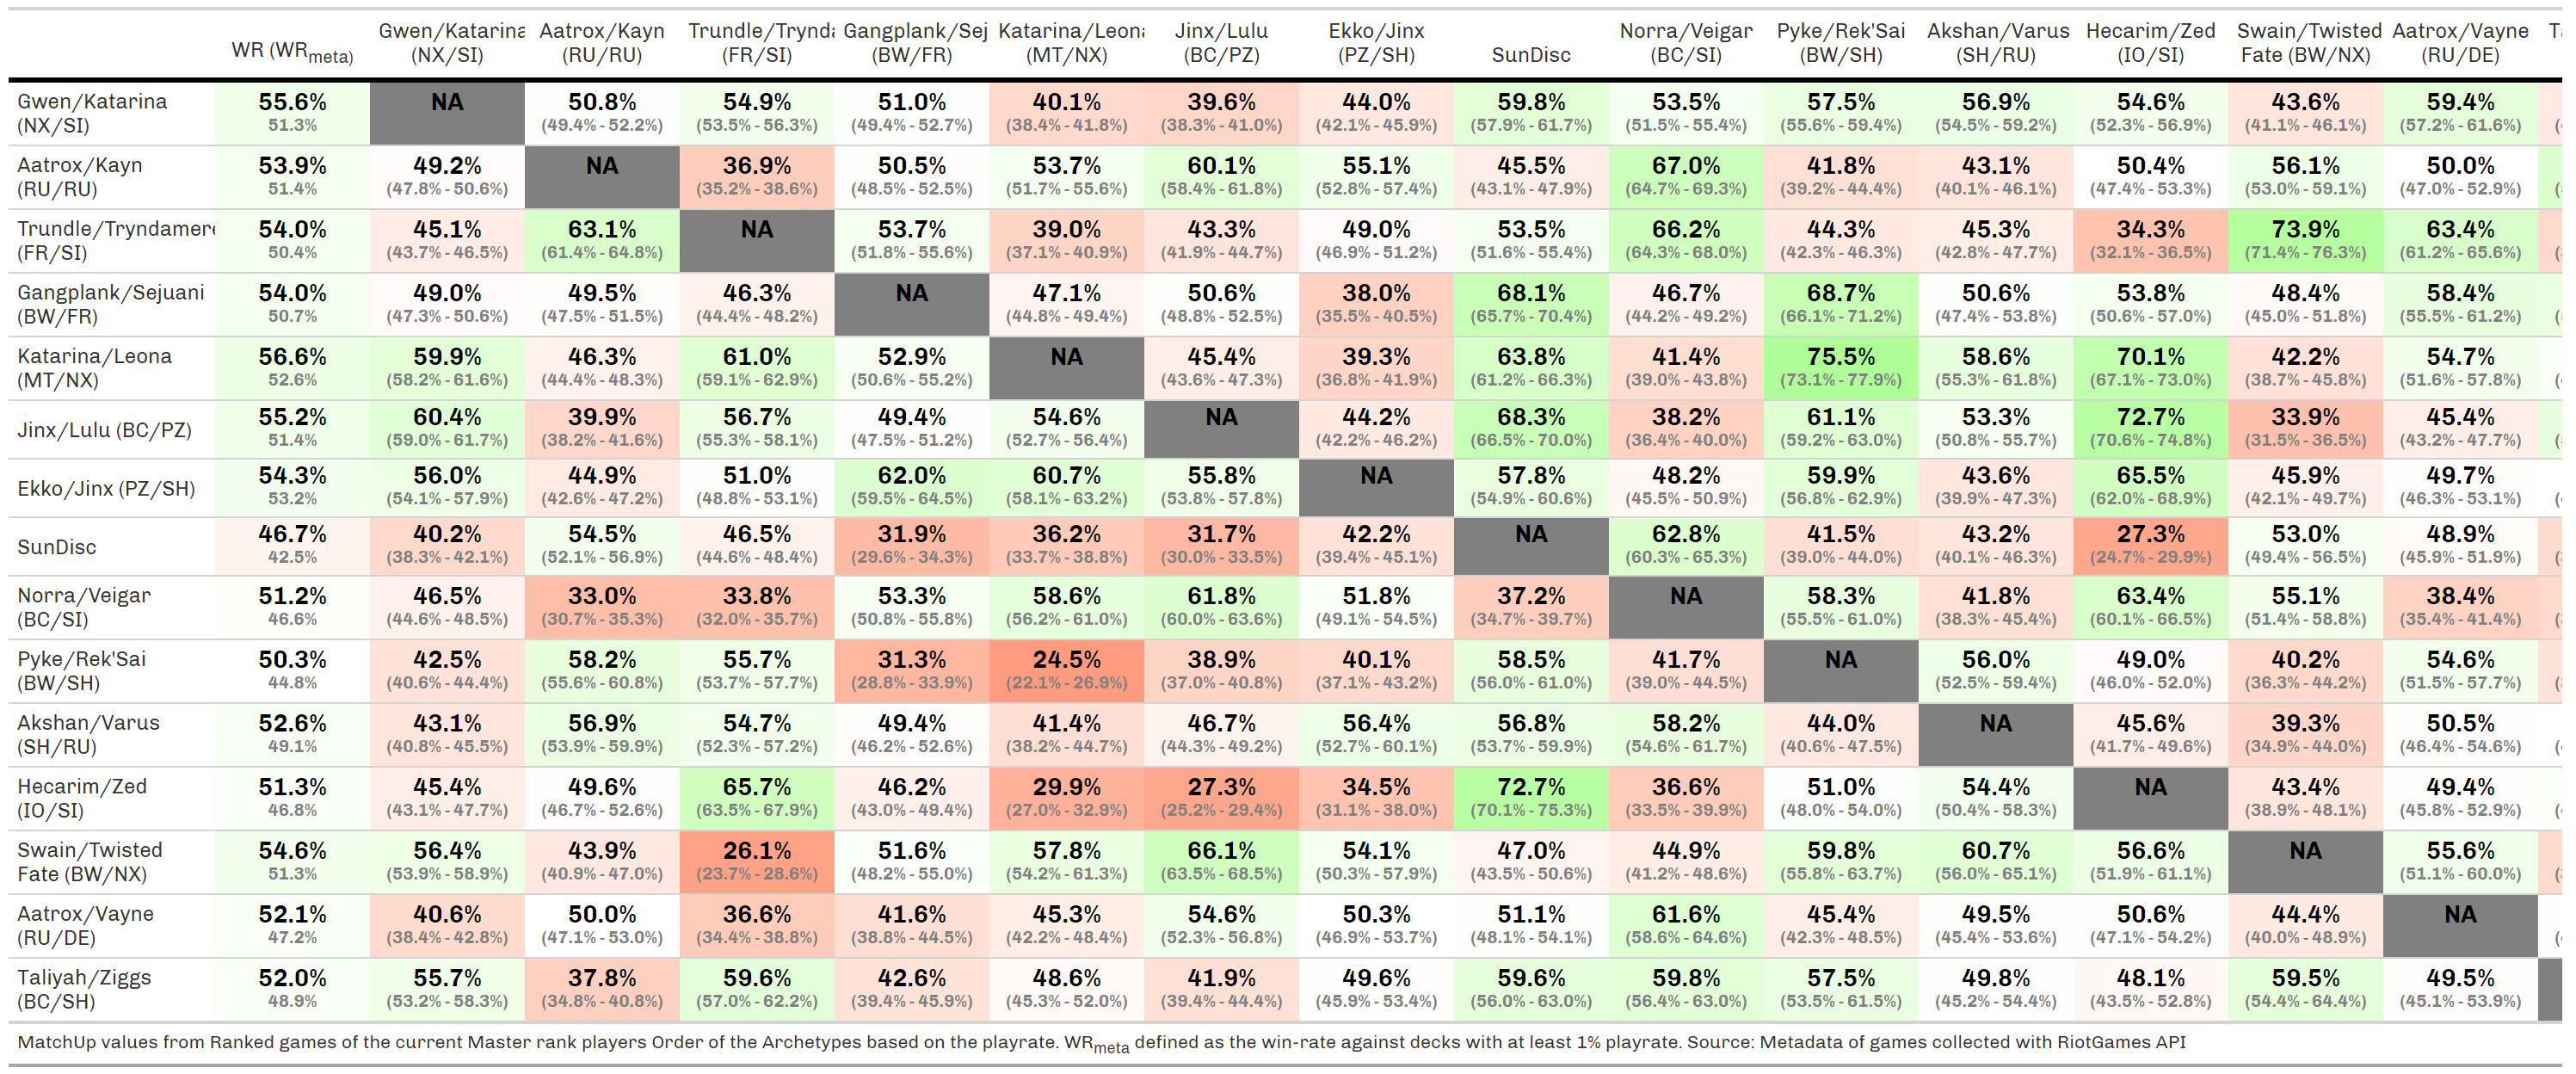 WR (WRmeta) Gwen/Katarina (NX/SI) Aatrox/Kayn (RU/RU) Trundle/Trynda (FR/SI) Gangplank/Sej (BW/FR) Katarina/Leona (MT/NX) Jinx/Lulu (BC/PZ) Ekko/Jinx (PZ/SH) SunDisc Norra/Veigar (BC/SI) Pyke/Rek'Sai (BW/SH) Akshan/Varus (SH/RU) Hecarim/Zed (IO/SI) Swain/Twisted Fate (BW/NX) Aatrox/Vayne (RU/DE)
Gwen/Katarina 55.6% NA 50.8% 54.9% 51.0% 40.1% 39.6% 44.0% 59.8% 53.5% 57.5% 56.9% 54.6% 43.6% 59.4%
(NX/SI) 51.3% (49.4% - 52.2%) (53.5% - 56.3%) (49.4% - 52.7%) (38.4% - 41.8%) (38.3% - 41.0%) (42.1% - 45.9%) (57.9% - 61.7%) (51.5% - 55.4%) (55.6% - 59.4%) (54.5% - 59.2%) (52.3% - 56.9%) (41.1% - 46.1%) (57.2% - 61.6%)
Aatrox/Kayn 53.9% 49.2% NA 36.9% 50.5% 53.7% 60.1% 55.1% 45.5% 67.0% 41.8% 43.1% 50.4% 56.1% 50.0%
(RU/RU) 51.4% (47.8% - 50.6%) (35.2% - 38.6%) (48.5% - 52.5%) (51.7% - 55.6%) (58.4% - 61.8%) (52.8% - 57.4%) (43.1% - 47.9%) (64.7% - 69.3%) (39.2% - 44.4%) (40.1% - 46.1%) (47.4% - 53.3%) (53.0% - 59.1%) (47.0% - 52.9%)
Trundle/Tryndamere 54.0% 45.1% 63.1% NA 53.7% 39.0% 43.3% 49.0% 53.5% 66.2% 44.3% 45.3% 34.3% 73.9% 63.4%
(FR/SI) 50.4% (43.7% - 46.5%) (61.4% - 64.8%) (51.8% - 55.6%) (37.1% - 40.9%) (41.9% - 44.7%) (46.9% - 51.2%) (51.6% - 55.4%) (64.3% - 68.0%) (42.3% - 46.3%) (42.8% - 47.7%) (32.1% - 36.5%) (71.4% - 76.3%) (61.2% - 65.6%)
Gangplank/Sejuani 54.0% 49.0% 49.5% 46.3% NA 47.1% 50.6% 38.0% 68.1% 46.7% 68.7% 50.6% 53.8% 48.4% 58.4%
(BW/FR) 50.7% (47.3% - 50.6%) (47.5% - 51.5%) (44.4% - 48.2%) (44.8% - 49.4%) (48.8% - 52.5%) (35.5% - 40.5%) (65.7% - 70.4%) (44.2% - 49.2%) (66.1% - 71.2%) (47.4% - 53.8%) (50.6% - 57.0%) (45.0% - 51.8%) (55.5% - 61.2%)
Katarina/Leona 56.6% 59.9% 46.3% 61.0% 52.9% NA 45.4% 39.3% 63.8% 41.4% 75.5% 58.6% 70.1% 42.2% 54.7%
(MT/NX) 52.6% (58.2% - 61.6%) (44.4% - 48.3%) (59.1% - 62.9%) (50.6% - 55.2%) (43.6% - 47.3%) (36.8% - 41.9%) (61.2% - 66.3%) (39.0% - 43.8%) (73.1% - 77.9%) (55.3% - 61.8%) (67.1% - 73.0%) (38.7% - 45.8%) (51.6% - 57.8%)
Jinx/Lulu (BC/PZ) 55.2% 60.4% 39.9% 56.7% 49.4% 54.6% NA 44.2% 68.3% 38.2% 61.1% 53.3% 72.7% 33.9% 45.4%
51.4% (59.0% - 61.7%) (38.2% - 41.6%) (55.3% - 58.1%) (47.5% - 51.2%) (52.7% - 56.4%) (42.2% - 46.2%) (66.5% - 70.0%) (36.4% - 40.0%) (59.2% - 63.0%) (50.8% - 55.7%) (70.6% - 74.8%) (31.5% - 36.5%) (43.2% - 47.7%)
Ekko/Jinx (PZ/SH) 54.3% 56.0% 44.9% 51.0% 62.0% 60.7% 55.8% NA 57.8% 48.2% 59.9% 43.6% 65.5% 45.9% 49.7%
53.2% (54.1% - 57.9%) (42.6% - 47.2%) (48.8% - 53.1%) (59.5% - 64.5%) (58.1% - 63.2%) (53.8% - 57.8%) (54.9% - 60.6%) (45.5% - 50.9%) (56.8% - 62.9%) (39.9% - 47.3%) (62.0% - 68.9%) (42.1% - 49.7%) (46.3% - 53.1%)
SunDisc 46.7% 40.2% 54.5% 46.5% 31.9% 36.2% 31.7% 42.2% NA 62.8% 41.5% 43.2% 27.3% 53.0% 48.9%
42.5% (38.3% - 42.1%) (52.1% - 56.9%) (44.6% - 48.4%) (29.6% - 34.3%) (33.7% - 38.8%) (30.0% - 33.5%) (39.4% - 45.1%) (60.3% - 65.3%) (39.0% - 44.0%) (40.1% - 46.3%) (24.7% - 29.9%) (49.4% - 56.5%) (45.9% - 51.9%)
Norra/Veigar 51.2% 46.5% 33.0% 33.8% 53.3% 58.6% 61.8% 51.8% 37.2% NA 58.3% 41.8% 63.4% 55.1% 38.4%
(BC/SI) 46.6% (44.6% - 48.5%) (30.7% - 35.3%) (32.0% - 35.7%) (50.8% - 55.8%) (56.2% - 61.0%) (60.0% - 63.6%) (49.1% - 54.5%) (34.7% - 39.7%) (55.5% - 61.0%) (38.3% - 45.4%) (60.1% - 66.5%) (51.4% - 58.8%) (35.4% - 41.4%)
Pyke/Rek'Sai 50.3% 42.5% 58.2% 55.7% 31.3% 24.5% 38.9% 40.1% 58.5% 41.7% NA 56.0% 49.0% 40.2% 54.6%
(BW/SH) 44.8% (40.6% - 44.4%) (55.6% - 60.8%) (53.7% - 57.7%) (28.8% - 33.9%) (22.1% - 26.9%) (37.0% - 40.8%) (37.1% - 43.2%) (56.0% - 61.0%) (39.0% - 44.5%) (52.5% - 59.4%) (46.0% - 52.0%) (36.3% - 44.2%) (51.5% - 57.7%)
Akshan/Varus 52.6% 43.1% 56.9% 54.7% 49.4% 41.4% 46.7% 56.4% 56.8% 58.2% 44.0% NA 45.6% 39.3% 50.5%
(SH/RU) 49.1% (40.8% - 45.5%) (53.9% - 59.9%) (52.3% - 57.2%) (46.2% - 52.6%) (38.2% - 44.7%) (44.3% - 49.2%) (52.7% - 60.1%) (53.7% - 59.9%) (54.6% - 61.7%) (40.6% - 47.5%) (41.7% - 49.6%) (34.9% - 44.0%) (46.4% - 54.6%)
Hecarim/Zed 51.3% 45.4% 49.6% 65.7% 46.2% 29.9% 27.3% 34.5% 72.7% 36.6% 51.0% 54.4% NA 43.4% 49.4%
(IO/SI) 46.8% (43.1% - 47.7%) (46.7% - 52.6%) (63.5% - 67.9%) (43.0% - 49.4%) (27.0% - 32.9%) (25.2% - 29.4%) (31.1% - 38.0%) (70.1% - 75.3%) (33.5% - 39.9%) (48.0% - 54.0%) (50.4% - 58.3%) (38.9% - 48.1%) (45.8% - 52.9%)
Swain/Twisted 54.6% 56.4% 43.9% 26.1% 51.6% 57.8% 66.1% 54.1% 47.0% 44.9% 59.8% 60.7% 56.6% NA 55.6%
Fate (BW/NX) 51.3% (53.9% - 58.9%) (40.9% - 47.0%) (23.7% - 28.6%) (48.2% - 55.0%) (54.2% - 61.3%) (63.5% - 68.5%) (50.3% - 57.9%) (43.5% - 50.6%) (41.2% - 48.6%) (55.8% - 63.7%) (56.0% - 65.1%) (51.9% - 61.1%) (51.1% - 60.0%)
Aatrox/Vayne 52.1% 40.6% 50.0% 36.6% 41.6% 45.3% 54.6% 50.3% 51.1% 61.6% 45.4% 49.5% 50.6% 44.4% NA
(RU/DE) 47.2% (38.4% - 42.8%) (47.1% - 53.0%) (34.4% - 38.8%) (38.8% - 44.5%) (42.2% - 48.4%) (52.3% - 56.8%) (46.9% - 53.7%) (48.1% - 54.1%) (58.6% - 64.6%) (42.3% - 48.5%) (45.4% - 53.6%) (47.1% - 54.2%) (40.0% - 48.9%)
Taliyah/Ziggs 52.0% 55.7% 37.8% 59.6% 42.6% 48.6% 41.9% 49.6% 59.6% 59.8% 57.5% 49.8% 48.1% 59.5% 49.5%
(BC/SH) 48.9% (53.2% - 58.3%) (34.8% - 40.8%) (57.0% - 62.2%) (39.4% - 45.9%) (45.3% - 52.0%) (39.4% - 44.4%) (45.9% - 53.4%) (56.0% - 63.0%) (56.4% - 63.0%) (53.5% - 61.5%) (45.2% - 54.4%) (43.5% - 52.8%) (54.4% - 64.4%) (45.1% - 53.9%)
MatchUp values from Ranked games of the current Master rank players Order of the Archetypes based on the playrate. WRmeta defined as the win-rate against decks with at least 1% playrate. Source: Metadata of games collected with RiotGames API